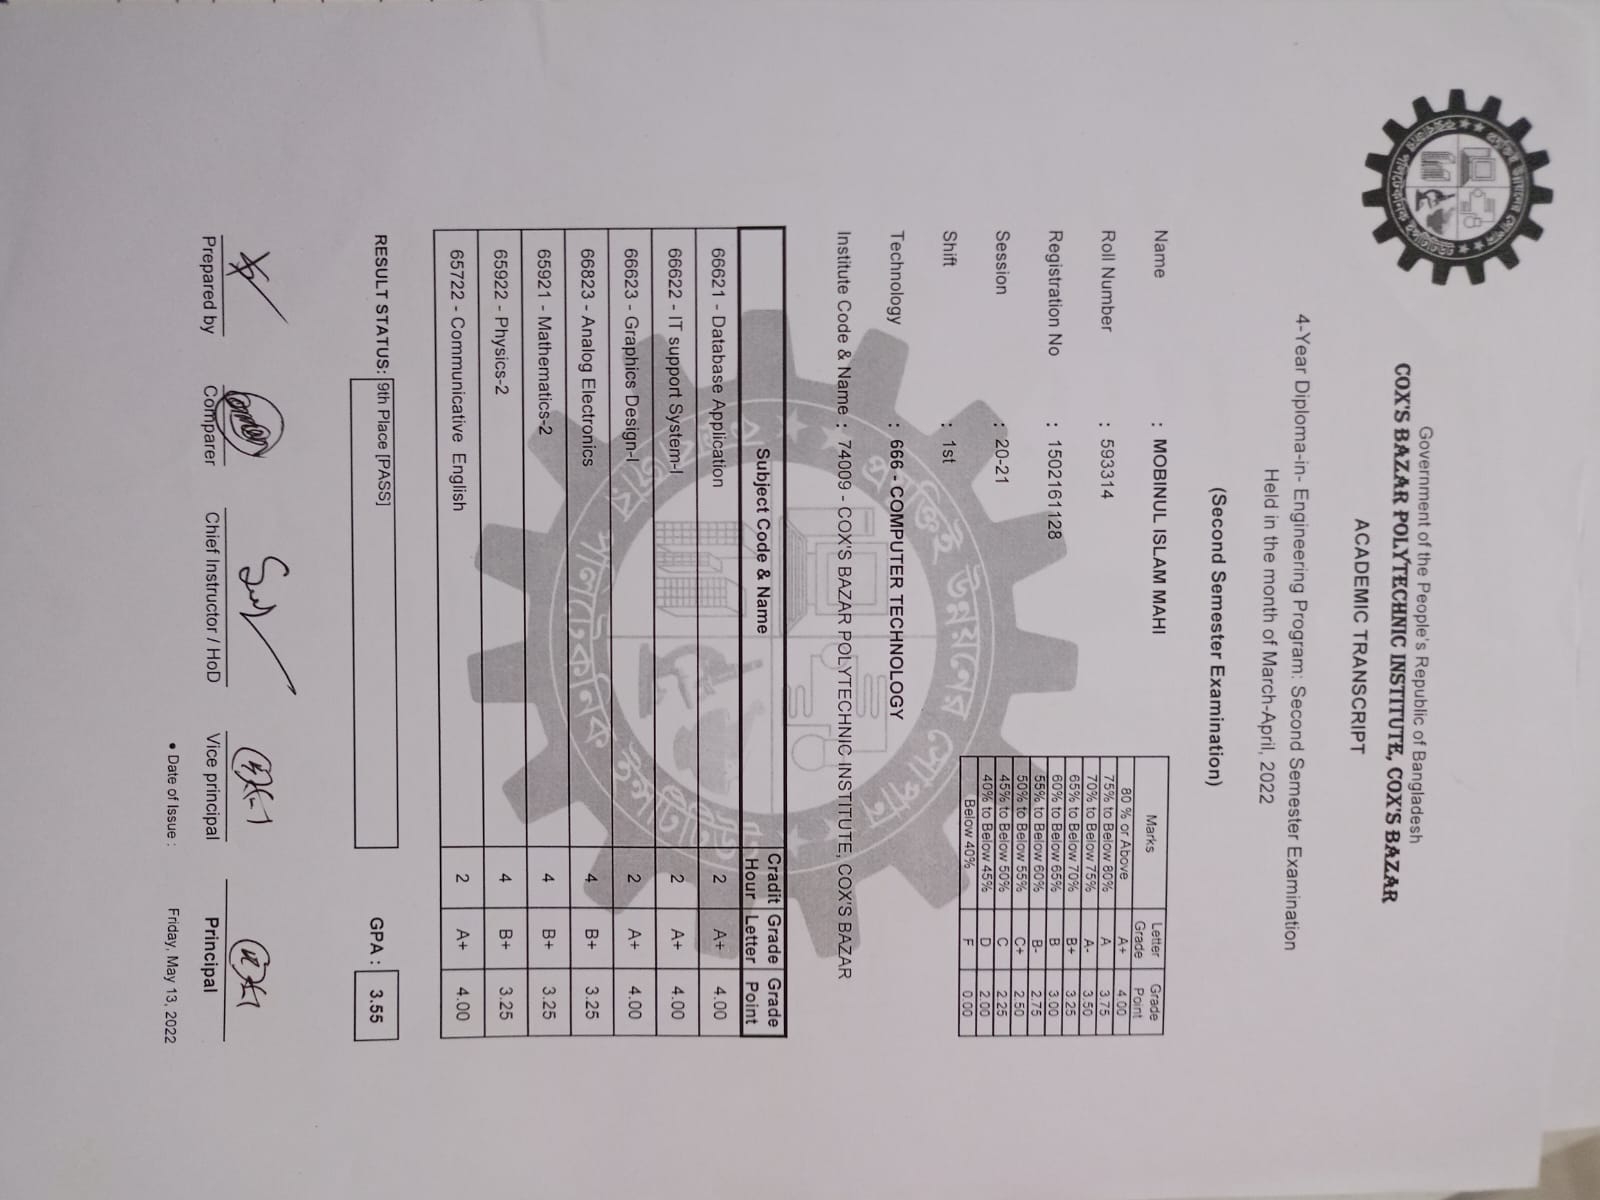 Government of the People's Republic of Bangladesh
COX'S BAZAR POLYTECHNIC INSTITUTE, COX'S BAZAR
ACADEMIC TRANSCRIPT
4-Year Diploma-in- Engineering Program: Second Semester Examination
Held in the month of March-April, 2022
(Second Semester Examination)
Marks Letter Grade Grade Point
80 % or Above A+ 4.00
75% to Below 80% A 3.75
70% to Below 75% A- 3.50
65% to Below 70% B+ 3.25
60% to Below 65% B 3.00
55% to Below 60% B- 2.75
50% to Below 55% C+ 2.50
45% to Below 50% C 2.25
40% to Below 45% D 2.00
Below 40% F 0.00
Name : MOBINUL ISLAM MAHI
Roll Number : 593314
Registration No : 1502161128
Session : 20-21
Shift : 1st
Technology : 666 - COMPUTER TECHNOLOGY
Institute Code & Name : 74009 - COX'S BAZAR POLYTECHNIC INSTITUTE, COX'S BAZAR
Subject Code & Name Cradit Hour Grade Letter Grade Point
66621 - Database Application 2 A+ 4.00
66622 - IT support System-I 2 A+ 4.00
66623 - Graphics Design-I 2 A+ 4.00
66823 - Analog Electronics 4 B+ 3.25
65921 - Mathematics-2 4 B+ 3.25
65922 - Physics-2 4 B+ 3.25
65722 - Communicative English 2 A+ 4.00
RESULT STATUS: 9th Place [PASS] GPA : 3.55
Prepared by Comparer Chief Instructor / HoD Vice principal Principal
• Date of Issue : Friday, May 13, 2022